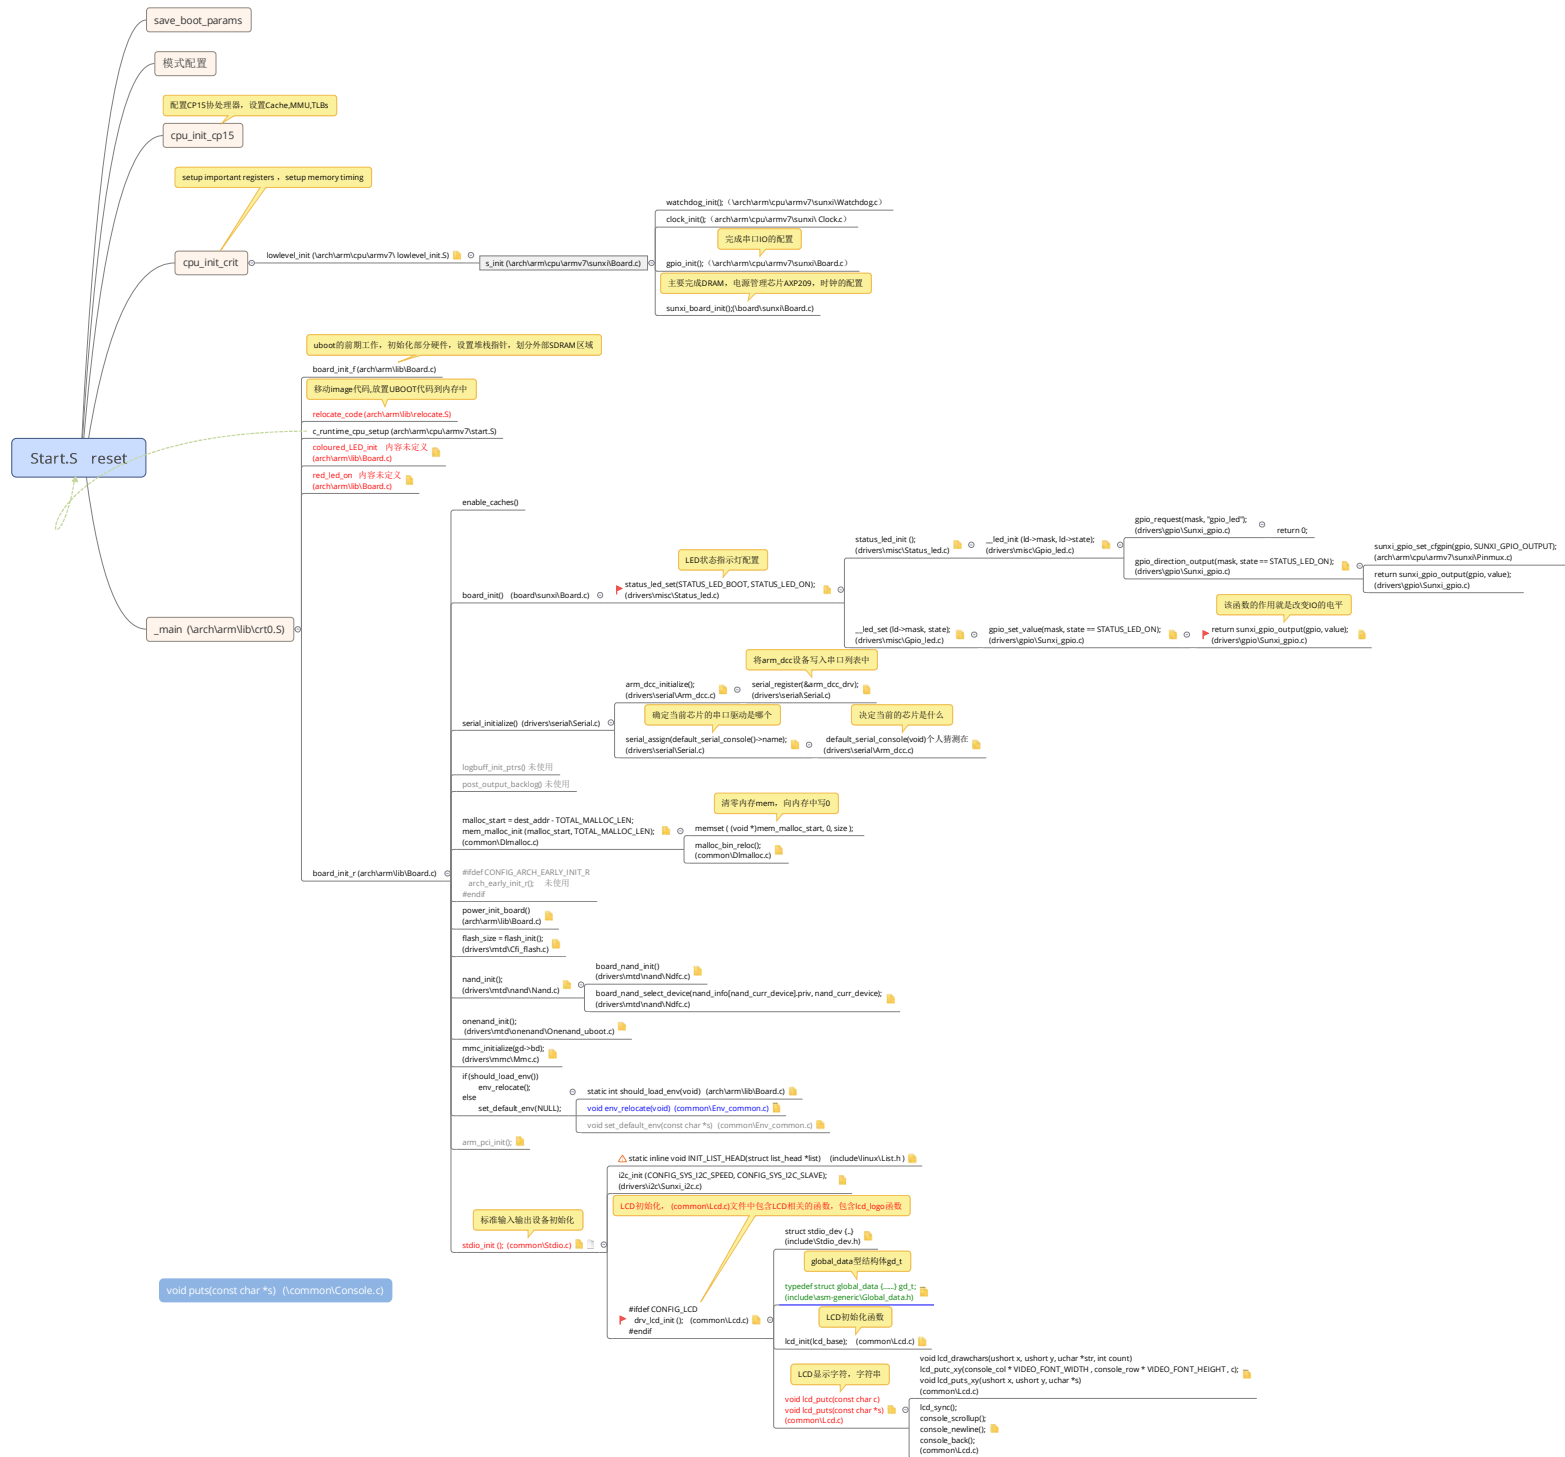 save_boot_params
模式配置
配置CP15协处理器，设置Cache,MMU,TLBs
cpu_init_cp15
setup important registers ，setup memory timing
cpu_init_crit
lowlevel_init (\arch\arm\cpu\armv7\ lowlevel_init.S)
s_init (\arch\arm\cpu\armv7\sunxi\Board.c)
watchdog_init();（\arch\arm\cpu\armv7\sunxi\Watchdog.c）
clock_init();（arch\arm\cpu\armv7\sunxi\ Clock.c）
完成串口IO的配置
gpio_init();（\arch\arm\cpu\armv7\sunxi\Board.c）
主要完成DRAM，电源管理芯片AXP209，时钟的配置
sunxi_board_init();(\board\sunxi\Board.c)
Start.S   reset
_main  (\arch\arm\lib\crt0.S)
uboot的前期工作，初始化部分硬件，设置堆栈指针，划分外部SDRAM区域
board_init_f (arch\arm\lib\Board.c)
移动image代码,放置UBOOT代码到内存中
relocate_code (arch\arm\lib\relocate.S)
c_runtime_cpu_setup (arch\arm\cpu\armv7\start.S)
coloured_LED_init   内容未定义
(arch\arm\lib\Board.c)
red_led_on   内容未定义
(arch\arm\lib\Board.c)
board_init_r (arch\arm\lib\Board.c)
enable_caches()
board_init()   (board\sunxi\Board.c)
LED状态指示灯配置
status_led_set(STATUS_LED_BOOT, STATUS_LED_ON);
(drivers\misc\Status_led.c)
status_led_init ();
(drivers\misc\Status_led.c)
__led_init (ld->mask, ld->state);
(drivers\misc\Gpio_led.c)
gpio_request(mask, "gpio_led");
(drivers\gpio\Sunxi_gpio.c)
return 0;
gpio_direction_output(mask, state == STATUS_LED_ON);
(drivers\gpio\Sunxi_gpio.c)
sunxi_gpio_set_cfgpin(gpio, SUNXI_GPIO_OUTPUT);
(arch\arm\cpu\armv7\sunxi\Pinmux.c)
return sunxi_gpio_output(gpio, value);
(drivers\gpio\Sunxi_gpio.c)
__led_set (ld->mask, state);
(drivers\misc\Gpio_led.c)
gpio_set_value(mask, state == STATUS_LED_ON);
(drivers\gpio\Sunxi_gpio.c)
该函数的作用就是改变IO的电平
return sunxi_gpio_output(gpio, value);
(drivers\gpio\Sunxi_gpio.c)
serial_initialize()  (drivers\serial\Serial.c)
arm_dcc_initialize();
(drivers\serial\Arm_dcc.c)
将arm_dcc设备写入串口列表中
serial_register(&arm_dcc_drv);
(drivers\serial\Serial.c)
确定当前芯片的串口驱动是哪个
serial_assign(default_serial_console()->name);
(drivers\serial\Serial.c)
决定当前的芯片是什么
default_serial_console(void)个人猜测在
(drivers\serial\Arm_dcc.c)
logbuff_init_ptrs() 未使用
post_output_backlog() 未使用
malloc_start = dest_addr - TOTAL_MALLOC_LEN;
mem_malloc_init (malloc_start, TOTAL_MALLOC_LEN);
(common\Dlmalloc.c)
清零内存mem，向内存中写0
memset ( (void *)mem_malloc_start, 0, size );
malloc_bin_reloc();
(common\Dlmalloc.c)
#ifdef CONFIG_ARCH_EARLY_INIT_R
arch_early_init_r();    未使用
#endif
power_init_board()
(arch\arm\lib\Board.c)
flash_size = flash_init();
(drivers\mtd\Cfi_flash.c)
nand_init();
(drivers\mtd\nand\Nand.c)
board_nand_init()
(drivers\mtd\nand\Ndfc.c)
board_nand_select_device(nand_info[nand_curr_device].priv, nand_curr_device);
(drivers\mtd\nand\Ndfc.c)
onenand_init();
(drivers\mtd\onenand\Onenand_uboot.c)
mmc_initialize(gd->bd);
(drivers\mmc\Mmc.c)
if (should_load_env())
env_relocate();
else
set_default_env(NULL);
static int should_load_env(void)   (arch\arm\lib\Board.c)
void env_relocate(void)  (common\Env_common.c)
void set_default_env(const char *s)   (common\Env_common.c)
arm_pci_init();
标准输入输出设备初始化
stdio_init ();  (common\Stdio.c)
static inline void INIT_LIST_HEAD(struct list_head *list)    (include\linux\List.h )
i2c_init (CONFIG_SYS_I2C_SPEED, CONFIG_SYS_I2C_SLAVE);
(drivers\i2c\Sunxi_i2c.c)
LCD初始化， (common\Lcd.c)文件中包含LCD相关的函数，包含lcd_logo函数
#ifdef CONFIG_LCD
drv_lcd_init ();   (common\Lcd.c)
#endif
struct stdio_dev {..}
(include\Stdio_dev.h)
global_data型结构体gd_t
typedef struct global_data {......} gd_t;
(include\asm-generic\Global_data.h)
LCD初始化函数
lcd_init(lcd_base);    (common\Lcd.c)
LCD显示字符，字符串
void lcd_putc(const char c)
void lcd_puts(const char *s)
(common\Lcd.c)
void lcd_drawchars(ushort x, ushort y, uchar *str, int count)
lcd_putc_xy(console_col * VIDEO_FONT_WIDTH , console_row * VIDEO_FONT_HEIGHT , c);
void lcd_puts_xy(ushort x, ushort y, uchar *s)
(common\Lcd.c)
lcd_sync();
console_scrollup();
console_newline();
console_back();
(common\Lcd.c)
void puts(const char *s)   (\common\Console.c)